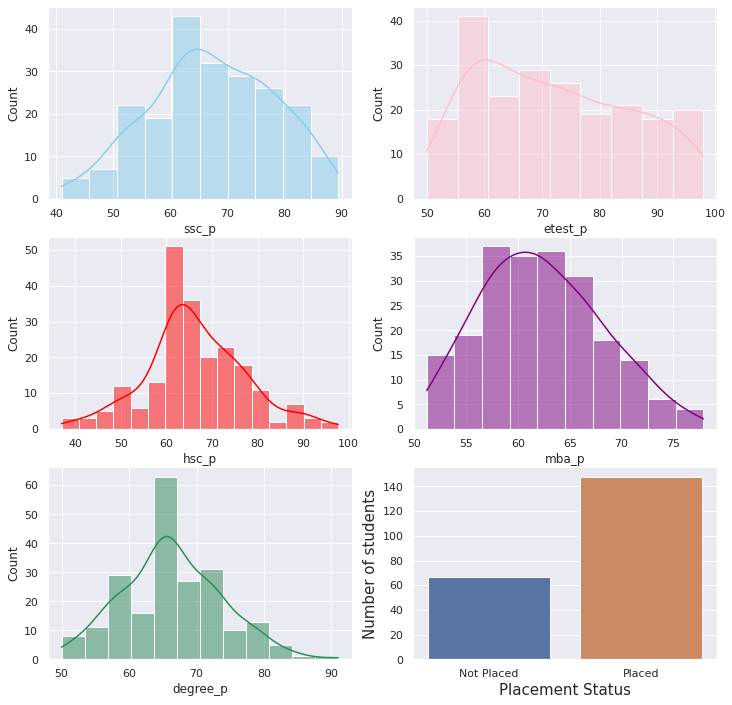 Count
40
30
20
10
0
40 50 60 70 80 90
ssc_p
Count
40
30
20
10
0
50 60 70 80 90 100
etest_p
Count
50
40
30
20
10
0
40 50 60 70 80 90 100
hsc_p
Count
35
30
25
20
15
10
5
0
50 55 60 65 70 75
mba_p
Count
60
50
40
30
20
10
0
50 60 70 80 90
degree_p
Number of students
140
120
100
80
60
40
20
0
Not Placed Placed
Placement Status